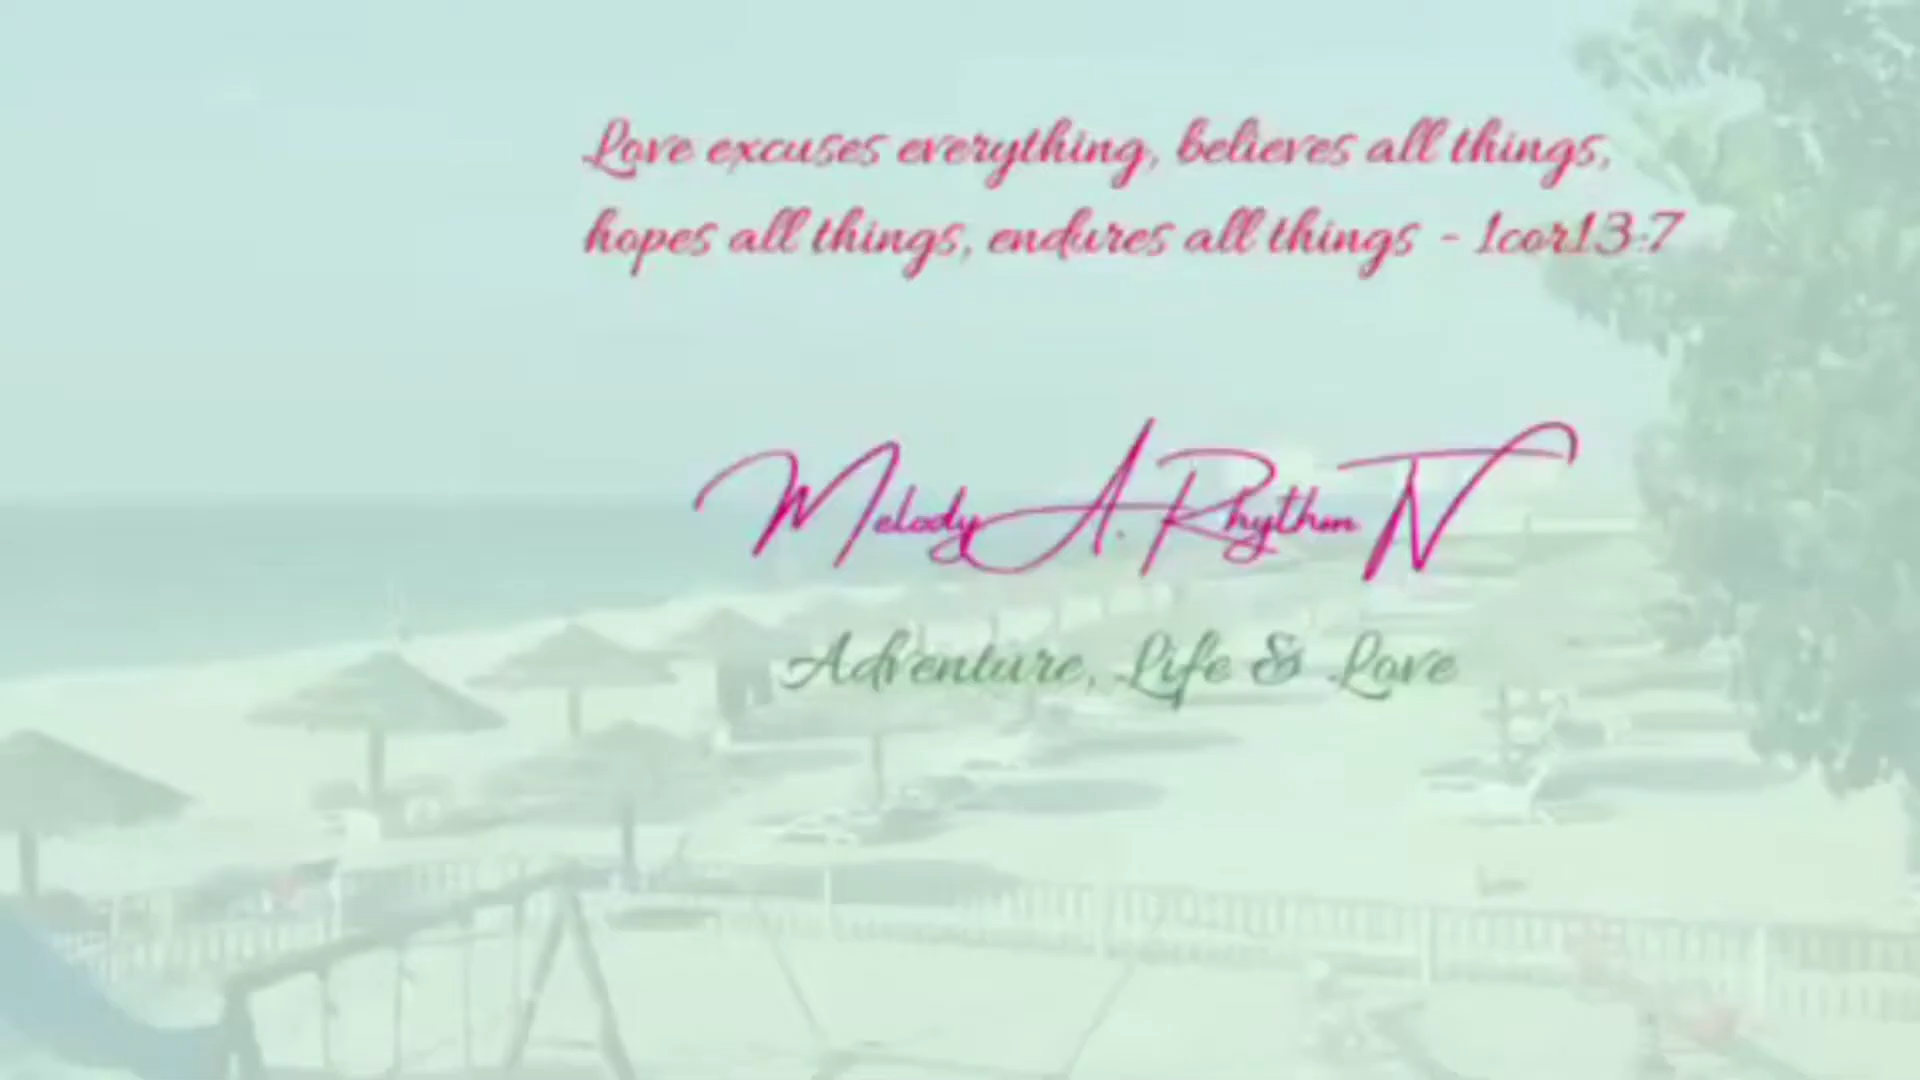 Love excuses everything, believes all things,
hopes all things, endures all things - 1cor13:7
Melody A. Rhythm TV
Adventure, Life & Love